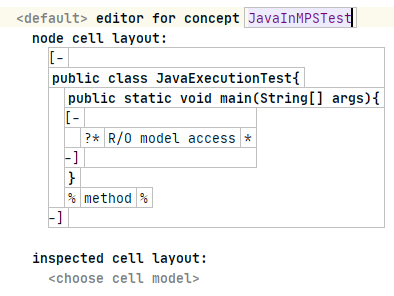 <default> editor for concept JavaInMPSTest
node cell layout:
[-
public class JavaExecutionTest{
public static void main(String[] args){
[-
?* R/O model access *
-]
}
% method %
-]
inspected cell layout:
<choose cell model>